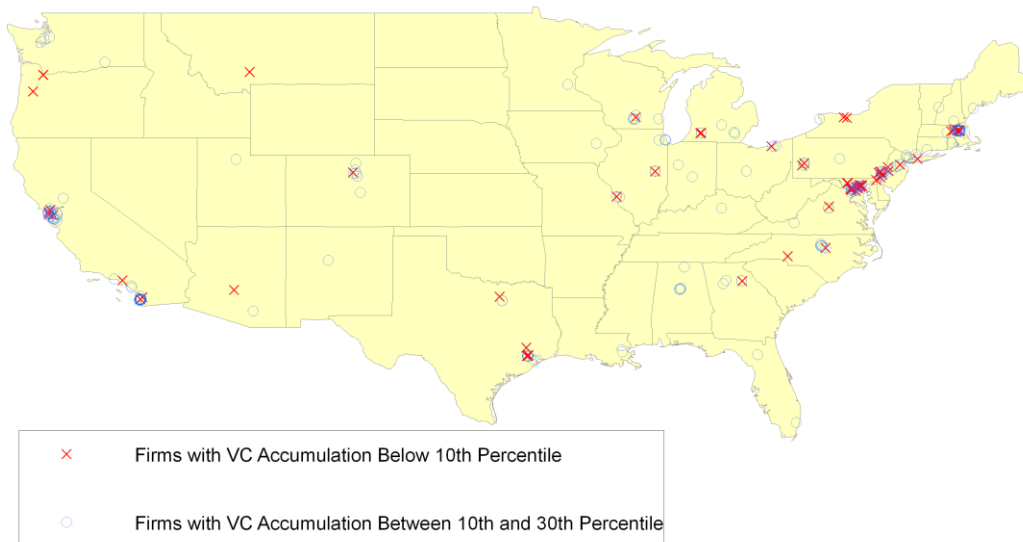 Firms with VC Accumulation Below 10th Percentile
Firms with VC Accumulation Between 10th and 30th Percentile